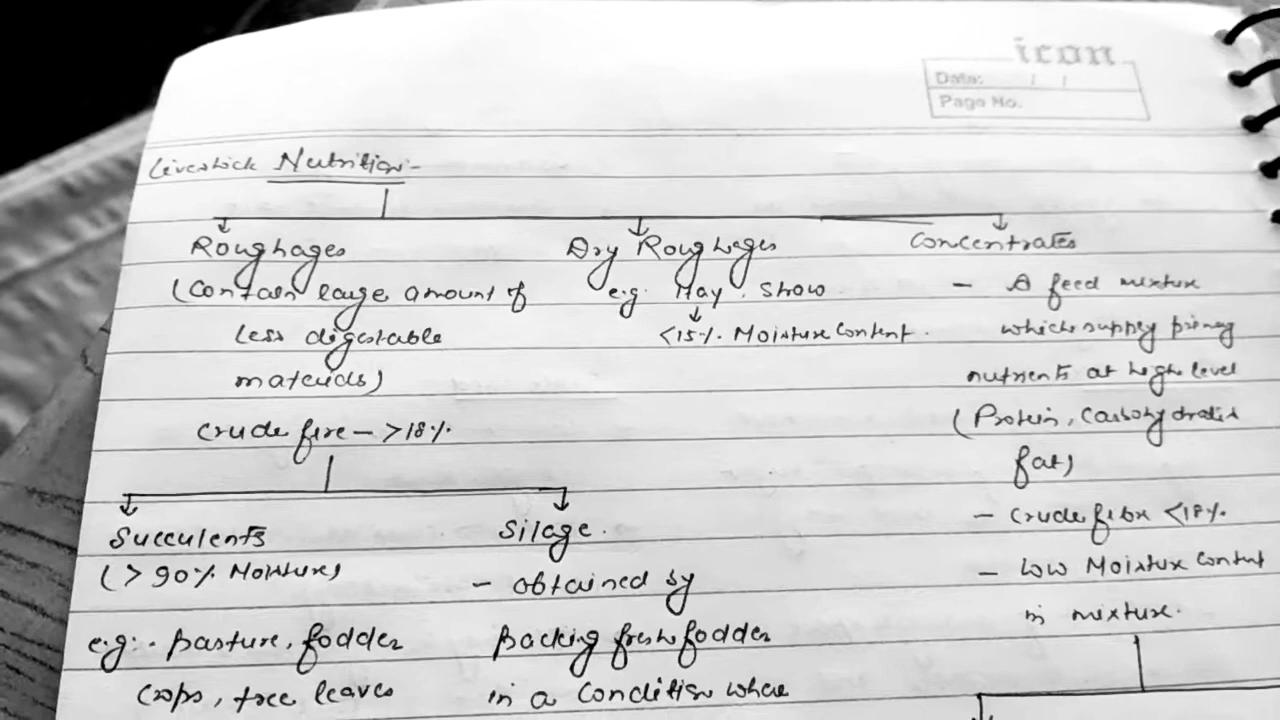 icon
Date: / /
Page No.
Livestock Nutrition:-
Roughages
(Contain large amount of
less digestable
materials)
Crude fire - >18%.
Succulents
(>90% Moisture)
e.g:. Pasture, fodder
Crops, tree leaves
Silage.
- obtained by
Packing fresh fodder
in a Condition where
Dry Roughages
e.g. Hay. Straw
<15%. Moisture Content.
Concentrates
- A feed mixture
which supply
nutrients at high level
(Protein, Carbohydrates
fat)
- Crude fibre <18%.
- Low Moisture Content
in mixture.